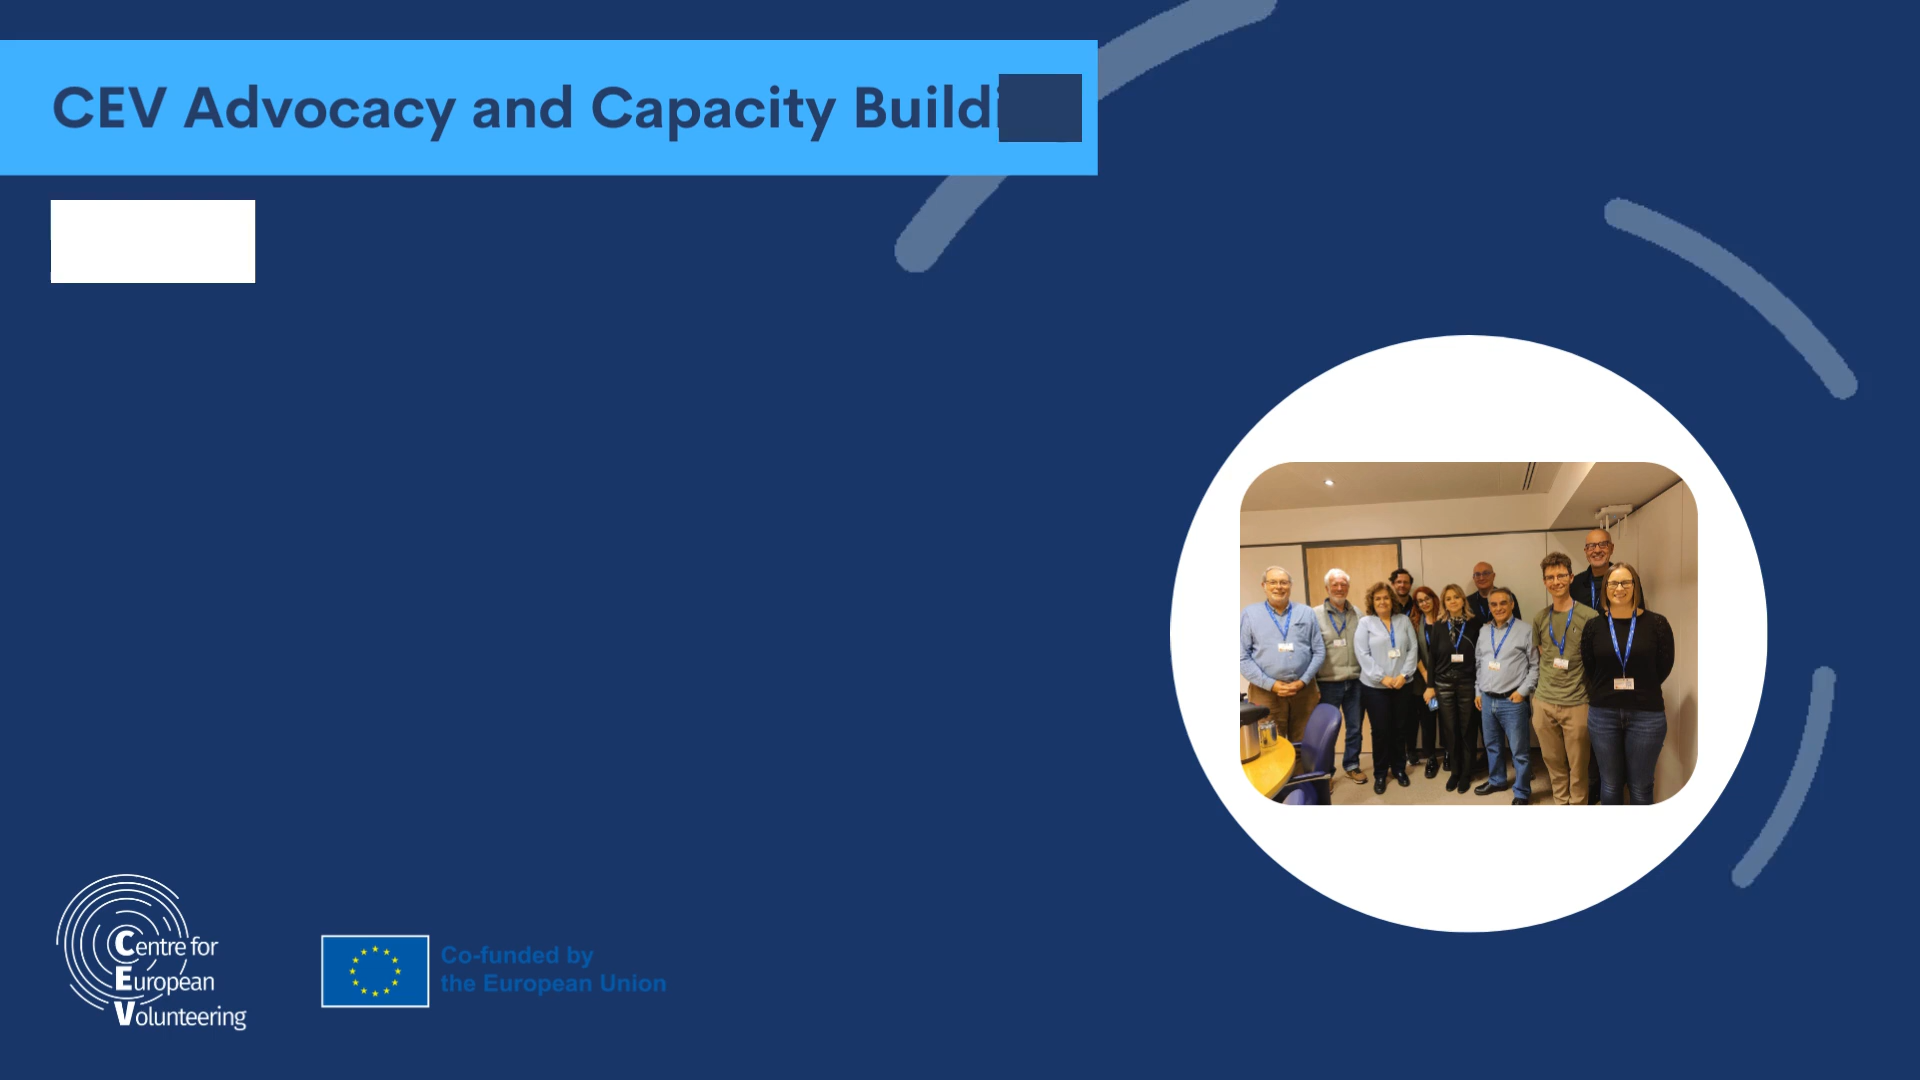 CEV Advocacy and Capacity Buildi
Centre for
European
Volunteering
Co-funded by
the European Union